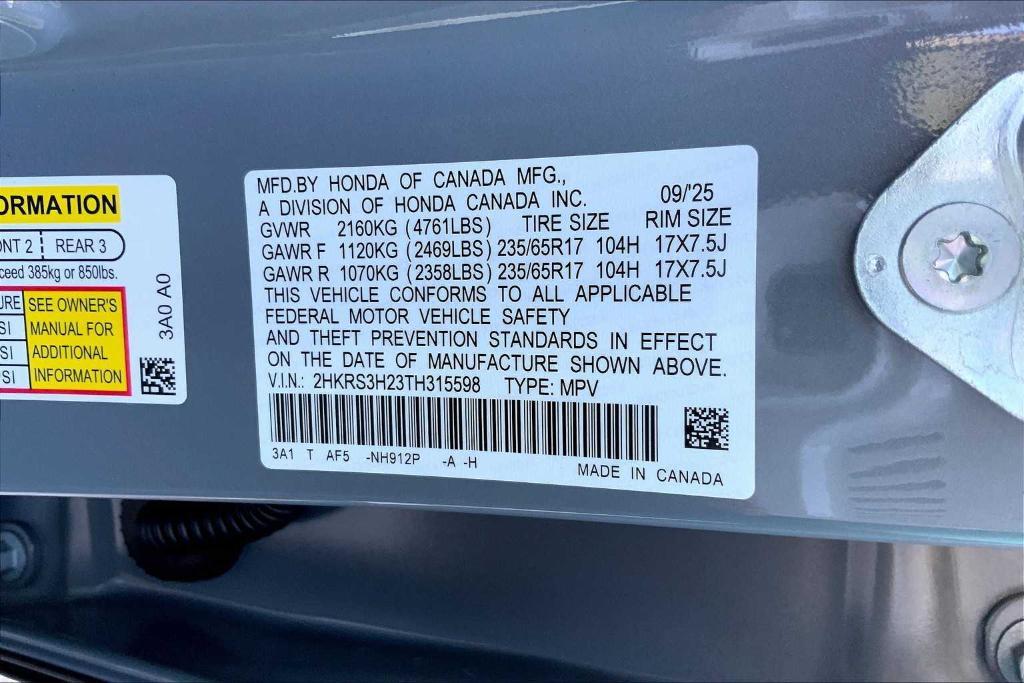 ORMATION
NT 2 REAR 3
ceed 385kg or 850lbs.
URE SEE OWNER'S
SI MANUAL FOR
SI ADDITIONAL
PSI INFORMATION
3A0 A0
MFD.BY HONDA OF CANADA MFG.,
A DIVISION OF HONDA CANADA INC. 09/'25
GVWR 2160KG (4761LBS) TIRE SIZE RIM SIZE
GAWR F 1120KG (2469LBS) 235/65R17 104H 17X7.5J
GAWR R 1070KG (2358LBS) 235/65R17 104H 17X7.5J
THIS VEHICLE CONFORMS TO ALL APPLICABLE
FEDERAL MOTOR VEHICLE SAFETY
AND THEFT PREVENTION STANDARDS IN EFFECT
ON THE DATE OF MANUFACTURE SHOWN ABOVE.
V.I.N.: 2HKRS3H23TH315598 TYPE: MPV
3A1 T AF5 -NH912P -A -H
MADE IN CANADA